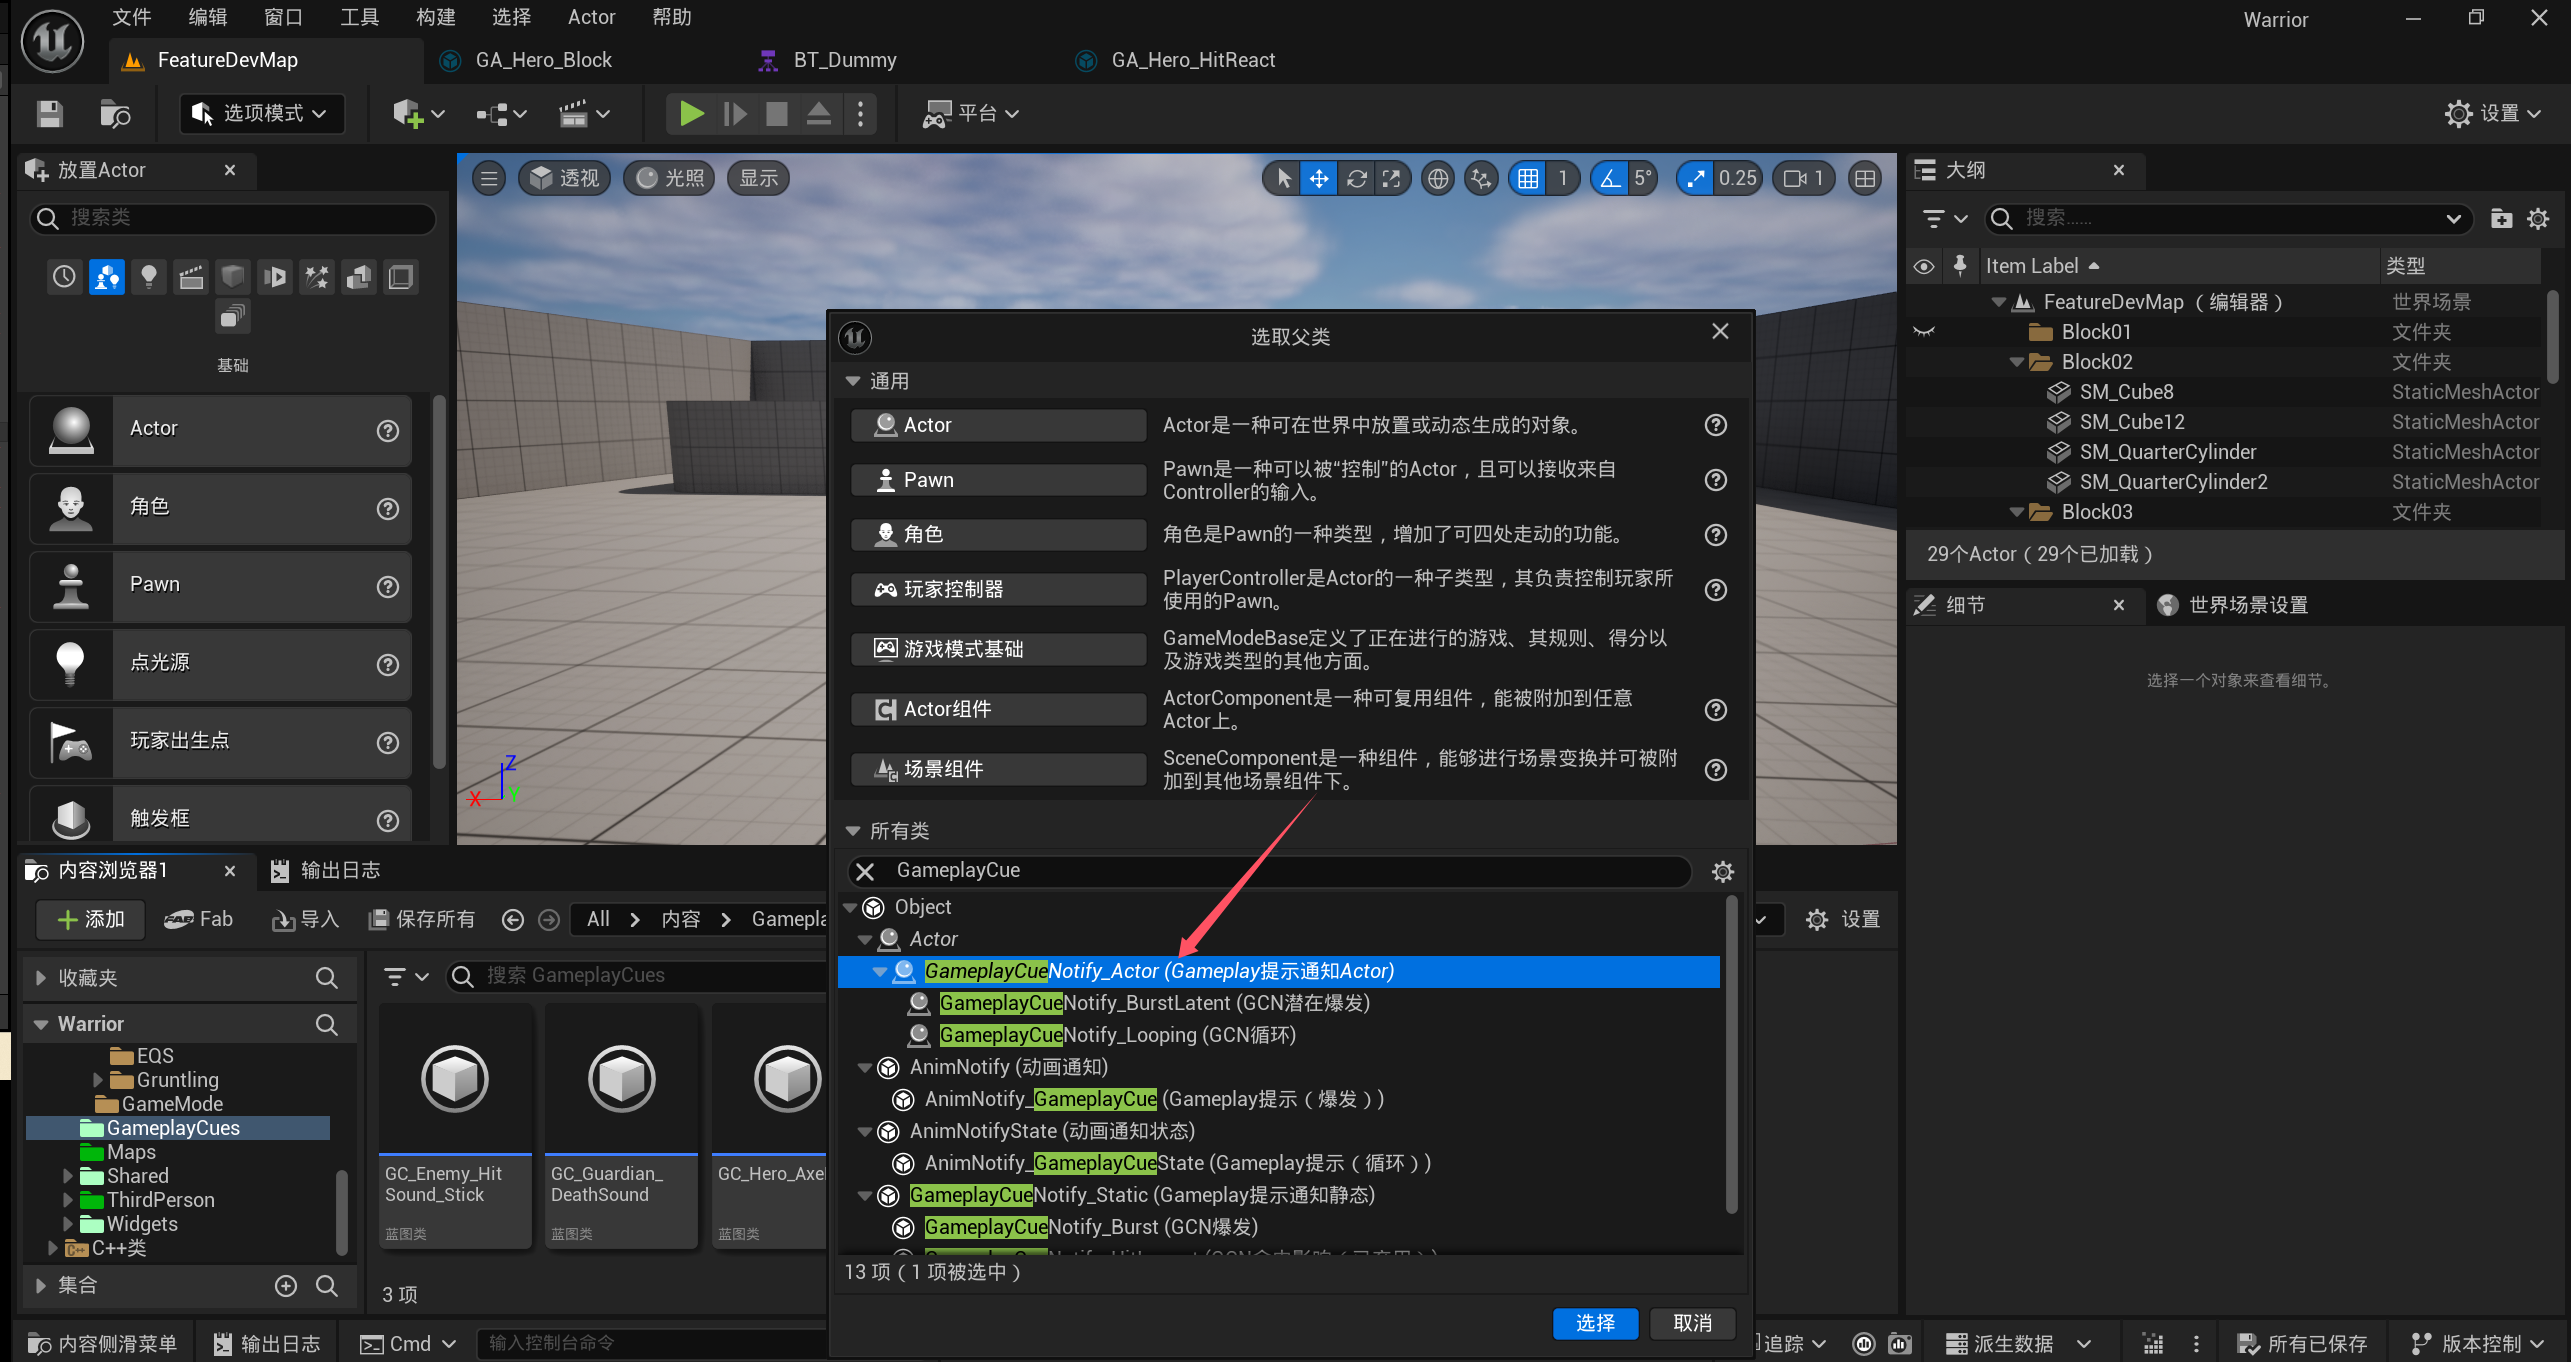 文件 编辑 窗口 工具 构建 选择 Actor 帮助
Warrior
FeatureDevMap GA_Hero_Block BT_Dummy GA_Hero_HitReact
选项模式 平台 设置
放置Actor
搜索类
基础
Actor
角色
Pawn
点光源
玩家出生点
触发框
透视 光照 显示 1 5° 0.25 1
Z
X Y
大纲
搜索……
Item Label 类型
FeatureDevMap（编辑器） 世界场景
Block01 文件夹
Block02 文件夹
SM_Cube8 StaticMeshActor
SM_Cube12 StaticMeshActor
SM_QuarterCylinder StaticMeshActor
SM_QuarterCylinder2 StaticMeshActor
Block03 文件夹
29个Actor（29个已加载）
细节 世界场景设置
选择一个对象来查看细节。
选取父类
通用
Actor Actor是一种可在世界中放置或动态生成的对象。
Pawn Pawn是一种可以被“控制”的Actor，且可以接收来自
Controller的输入。
角色 角色是Pawn的一种类型，增加了可四处走动的功能。
玩家控制器 PlayerController是Actor的一种子类型，其负责控制玩家所
使用的Pawn。
游戏模式基础 GameModeBase定义了正在进行的游戏、其规则、得分以
及游戏类型的其他方面。
Actor组件 ActorComponent是一种可复用组件，能被附加到任意
Actor上。
场景组件 SceneComponent是一种组件，能够进行场景变换并可被附
加到其他场景组件下。
所有类
GameplayCue
Object
Actor
GameplayCueNotify_Actor (Gameplay提示通知Actor)
GameplayCueNotify_BurstLatent (GCN潜在爆发)
GameplayCueNotify_Looping (GCN循环)
AnimNotify (动画通知)
AnimNotify_GameplayCue (Gameplay提示（爆发）)
AnimNotifyState (动画通知状态)
AnimNotify_GameplayCueState (Gameplay提示（循环）)
GameplayCueNotify_Static (Gameplay提示通知静态)
GameplayCueNotify_Burst (GCN爆发)
13 项（1 项被选中）
选择 取消
内容浏览器1 输出日志
添加 Fab 导入 保存所有 All 内容 Gamepla 设置
收藏夹
Warrior
EQS
Gruntling
GameMode
GameplayCues
Maps
Shared
ThirdPerson
Widgets
C++ C++类
集合
搜索 GameplayCues
GC_Enemy_Hit
Sound_Stick
蓝图类
GC_Guardian_
DeathSound
蓝图类
GC_Hero_Axe
蓝图类
3 项
内容侧滑菜单 输出日志 Cmd 输入控制台命令 追踪 派生数据 所有已保存 版本控制